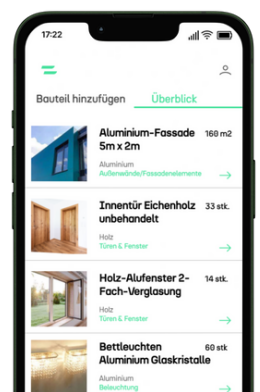 17:22
Bauteil hinzufügen Überblick
Aluminium-Fassade 160 m2
5m x 2m
Aluminium
Außenwände/Fassadenelemente
Innentür Eichenholz 33 stk.
unbehandelt
Holz
Türen & Fenster
Holz-Alufenster 2- 14 stk.
Fach-Verglasung
Holz
Türen & Fenster
Bettleuchten 60 stk
Aluminium Glaskristalle
Aluminium
Beleuchtung